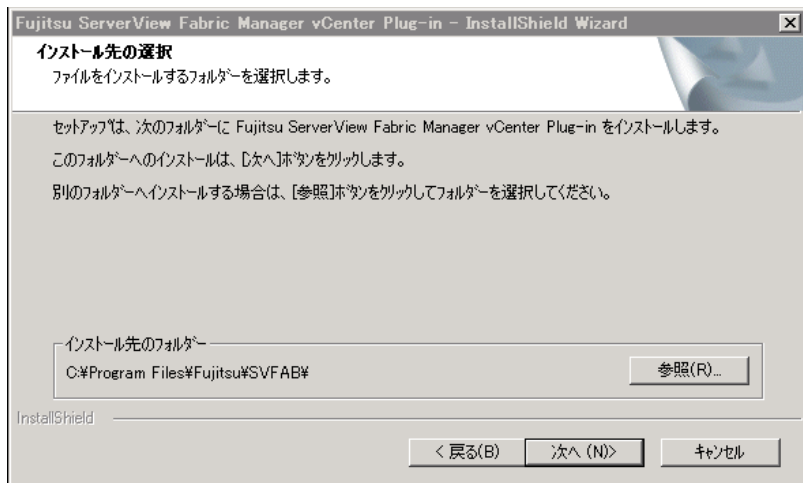 Fujitsu ServerView Fabric Manager vCenter Plug-in - InstallShield Wizard
インストール先の選択
ファイルをインストールするフォルダーを選択します。
セットアップは、次のフォルダーに Fujitsu ServerView Fabric Manager vCenter Plug-in をインストールします。
このフォルダーへのインストールは、[次へ]ボタンをクリックします。
別のフォルダーへインストールする場合は、[参照]ボタンをクリックしてフォルダーを選択してください。
インストール先のフォルダー
C:¥Program Files¥Fujitsu¥SVFAB¥
参照(R)...
InstallShield
< 戻る(B)
次へ (N)>
キャンセル